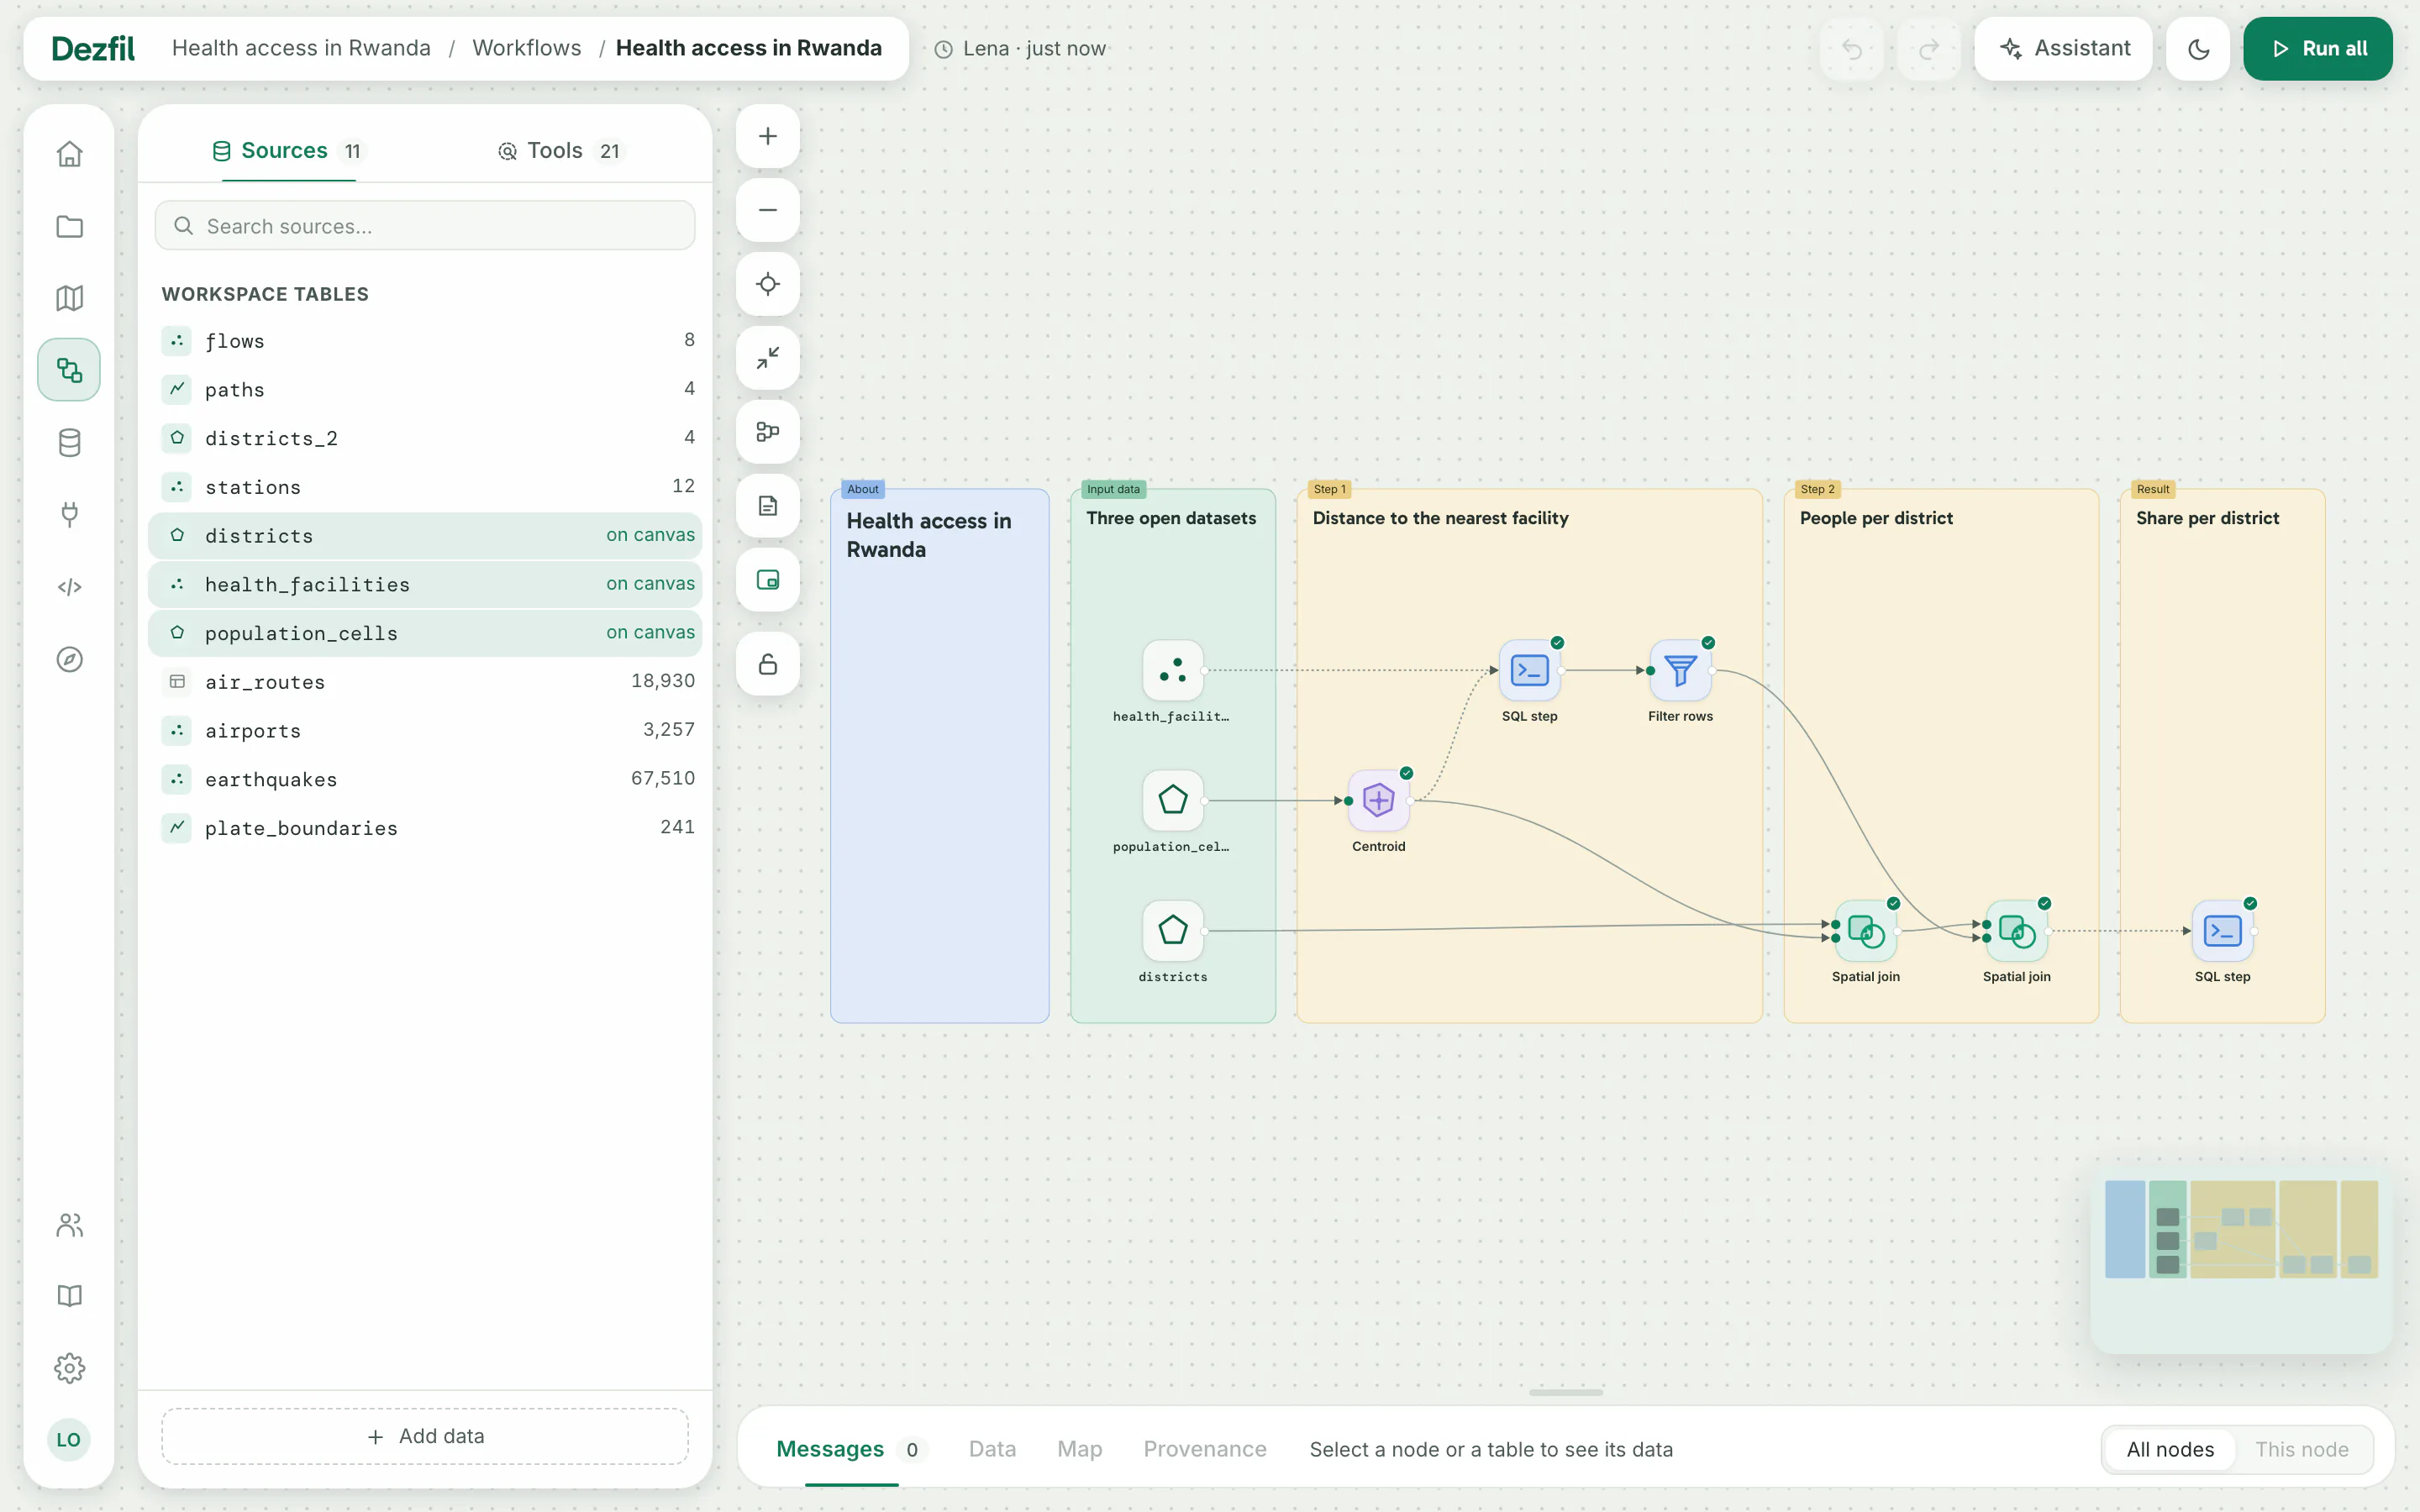 Dezfil
Health access in Rwanda / Workflows / Health access in Rwanda
Lena · just now
Assistant
Run all
Sources 11
Tools 21
Search sources...
WORKSPACE TABLES
flows 8
paths 4
districts_2 4
stations 12
districts on canvas
health_facilities on canvas
population_cells on canvas
air_routes 18,930
airports 3,257
earthquakes 67,510
plate_boundaries 241
Add data
LO
About
Health access in
Rwanda
Input data
Three open datasets
health_facilit…
population_cel…
districts
Step 1
Distance to the nearest facility
SQL step
Filter rows
Centroid
Step 2
People per district
Spatial join
Spatial join
Result
Share per district
SQL step
Messages 0
Data
Map
Provenance
Select a node or a table to see its data
All nodes
This node